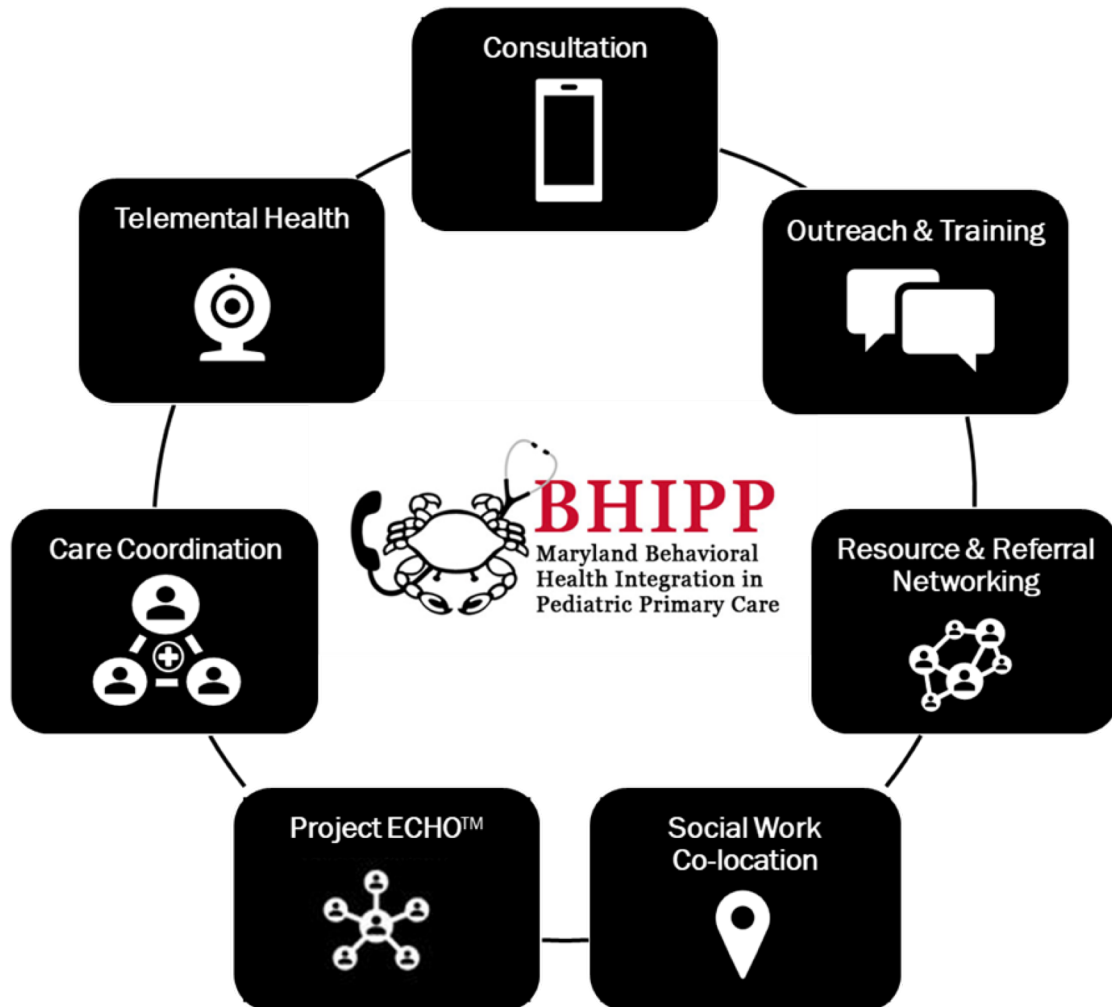 Consultation
Outreach & Training
Resource & Referral
Networking
Social Work
Co-location
Project ECHO™
Care Coordination
Telemental Health
BHIPP
Maryland Behavioral
Health Integration in
Pediatric Primary Care